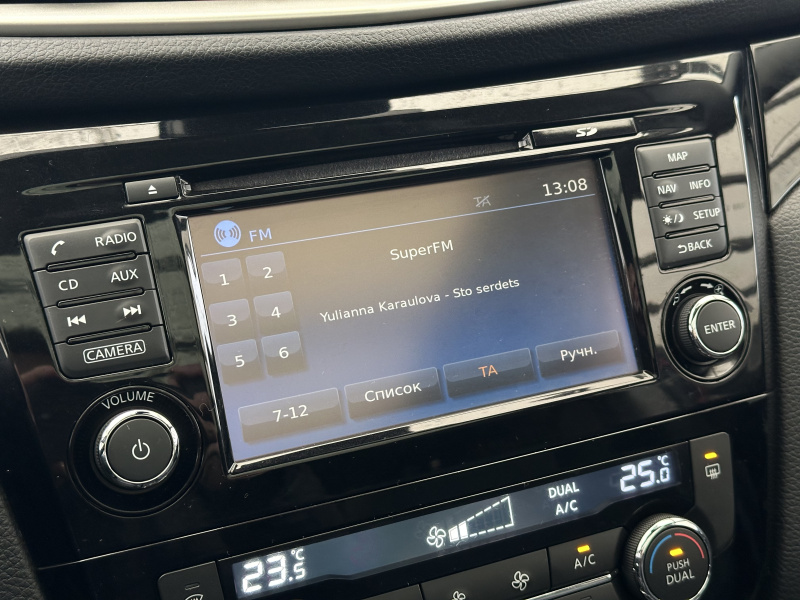 SD
MAP
NAV INFO
SETUP
BACK
ENTER
RADIO
CD AUX
CAMERA
VOLUME
13:08
FM
SuperFM
Yulianna Karaulova - Sto serdets
1 2
3 4
5 6
7-12 Список TA Ручн.
23.5 °C
DUAL
A/C
25.0 °C
A/C
PUSH
DUAL